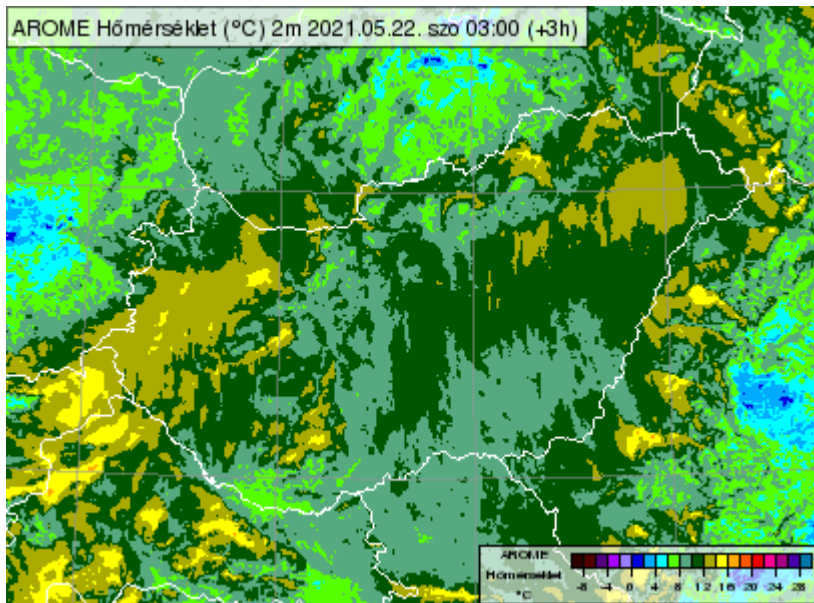 AROME Hőmérséklet (°C) 2m 2021.05.22. szo 03:00 (+3h)
AROME
Hőmérséklet
°C
-8 -4 0 4 8 12 16 20 24 28